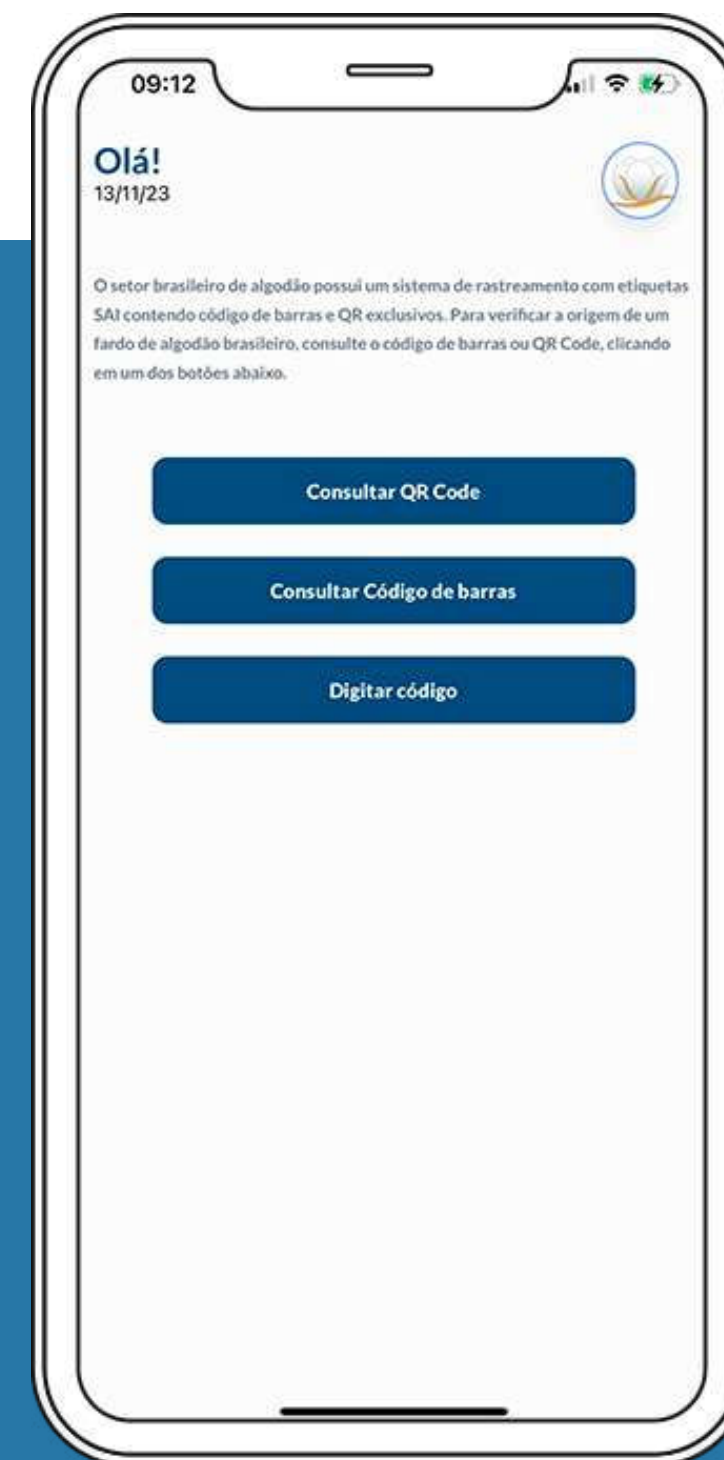 09:12
Olá!
13/11/23
O setor brasileiro de algodão possui um sistema de rastreamento com etiquetas
SAI contendo código de barras e QR exclusivos. Para verificar a origem de um
fardo de algodão brasileiro, consulte o código de barras ou QR Code, clicando
em um dos botões abaixo.
Consultar QR Code
Consultar Código de barras
Digitar código